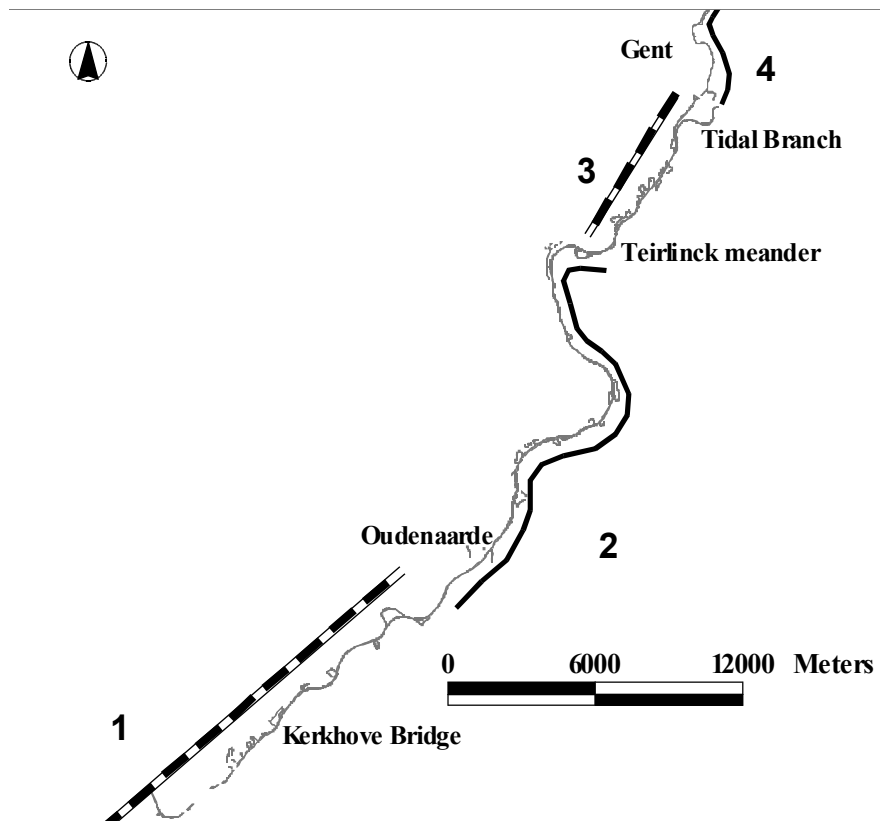 Gent
4
Tidal Branch
3
Teirlinck meander
Oudenaarde
2
0 6000 12000 Meters
1
Kerkhove Bridge